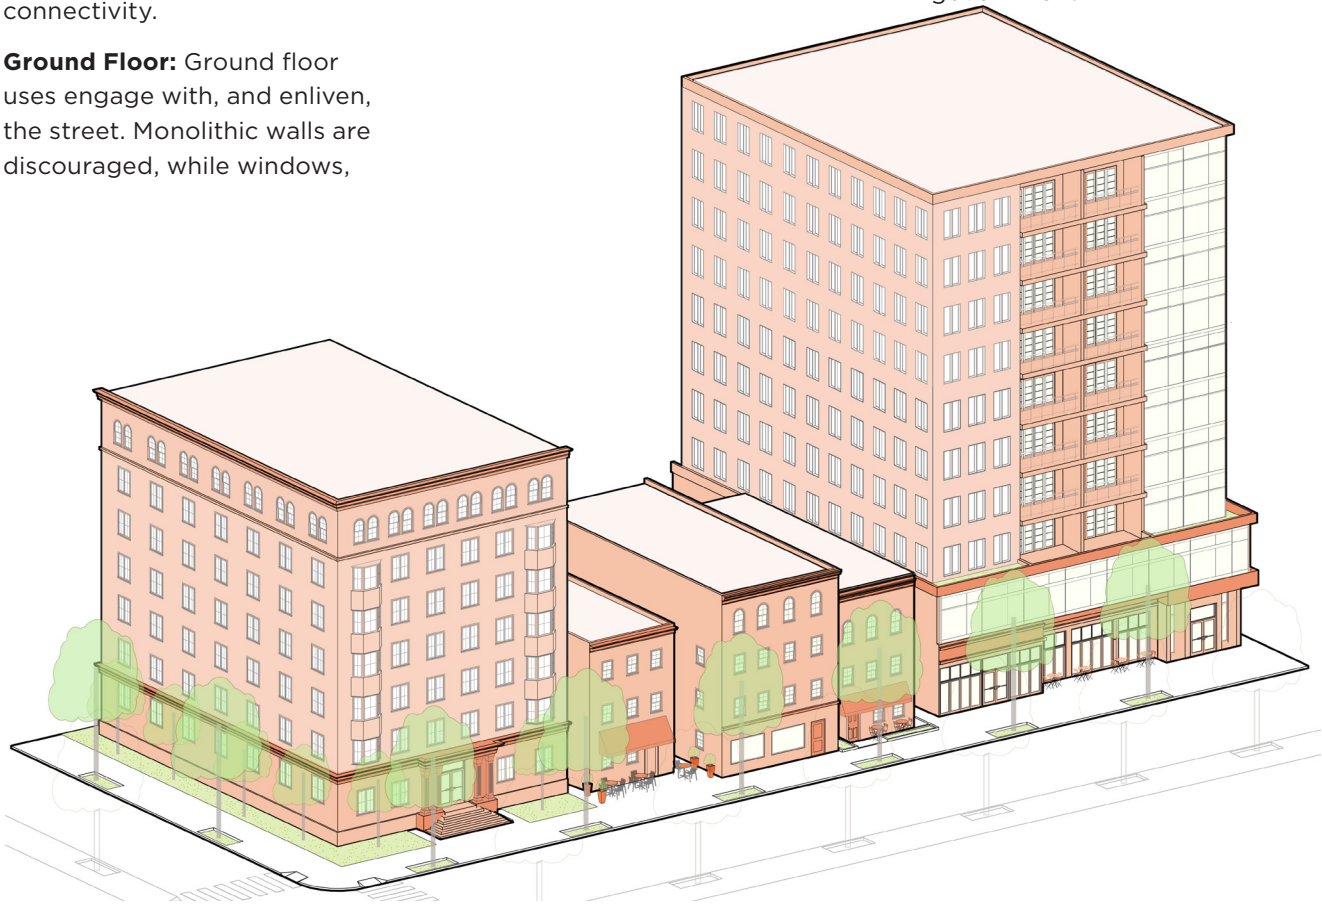 connectivity.
Ground Floor: Ground floor
uses engage with, and enliven,
the street. Monolithic walls are
discouraged, while windows,